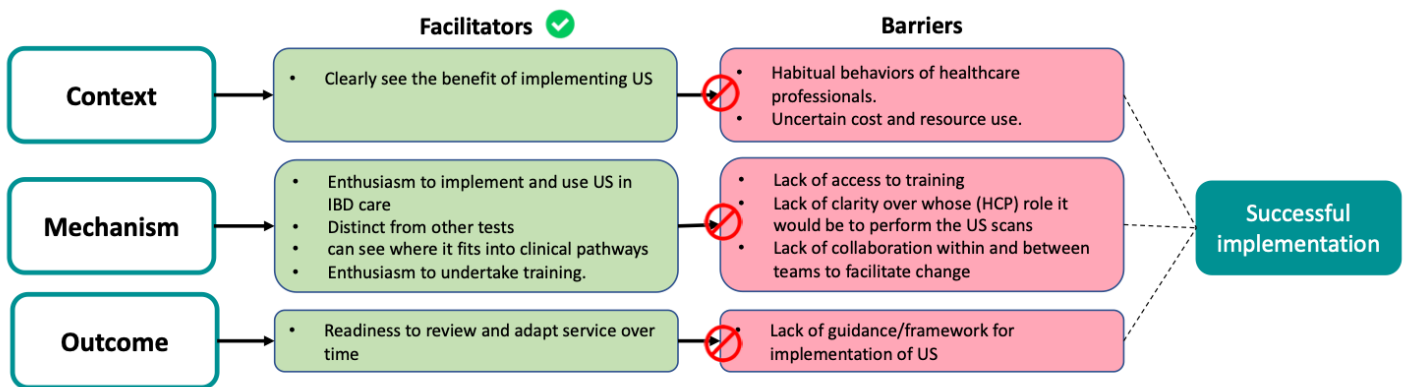 Facilitators
Barriers
Context
• Clearly see the benefit of implementing US
• Habitual behaviors of healthcare
professionals.
• Uncertain cost and resource use.
Mechanism
• Enthusiasm to implement and use US in
IBD care
• Distinct from other tests
• can see where it fits into clinical pathways
• Enthusiasm to undertake training.
• Lack of access to training
• Lack of clarity over whose (HCP) role it
would be to perform the US scans
• Lack of collaboration within and between
teams to facilitate change
Outcome
• Readiness to review and adapt service over
time
• Lack of guidance/framework for
implementation of US
Successful
implementation